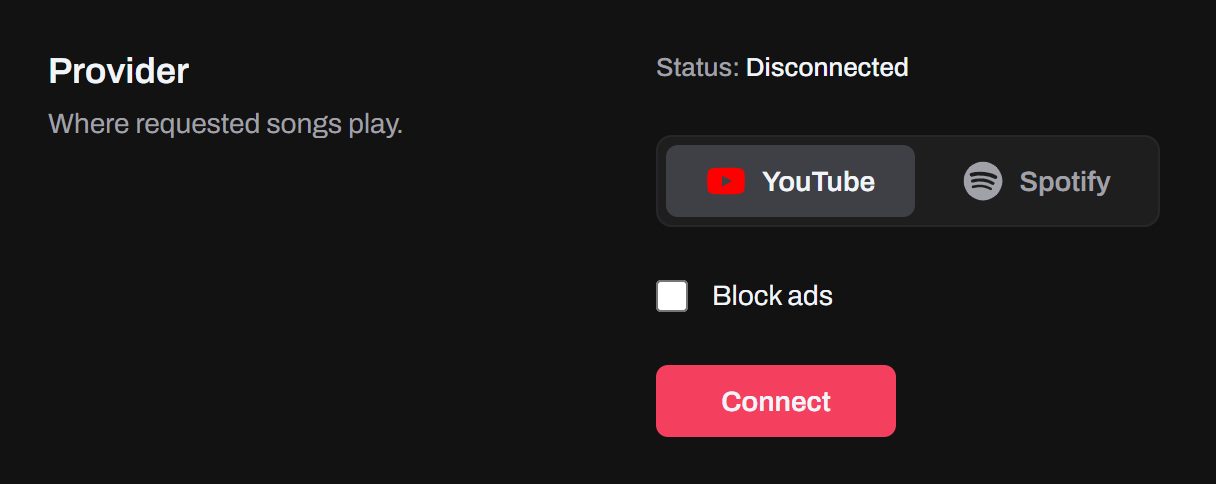 Provider
Where requested songs play.
Status: Disconnected
YouTube
Spotify
Block ads
Connect